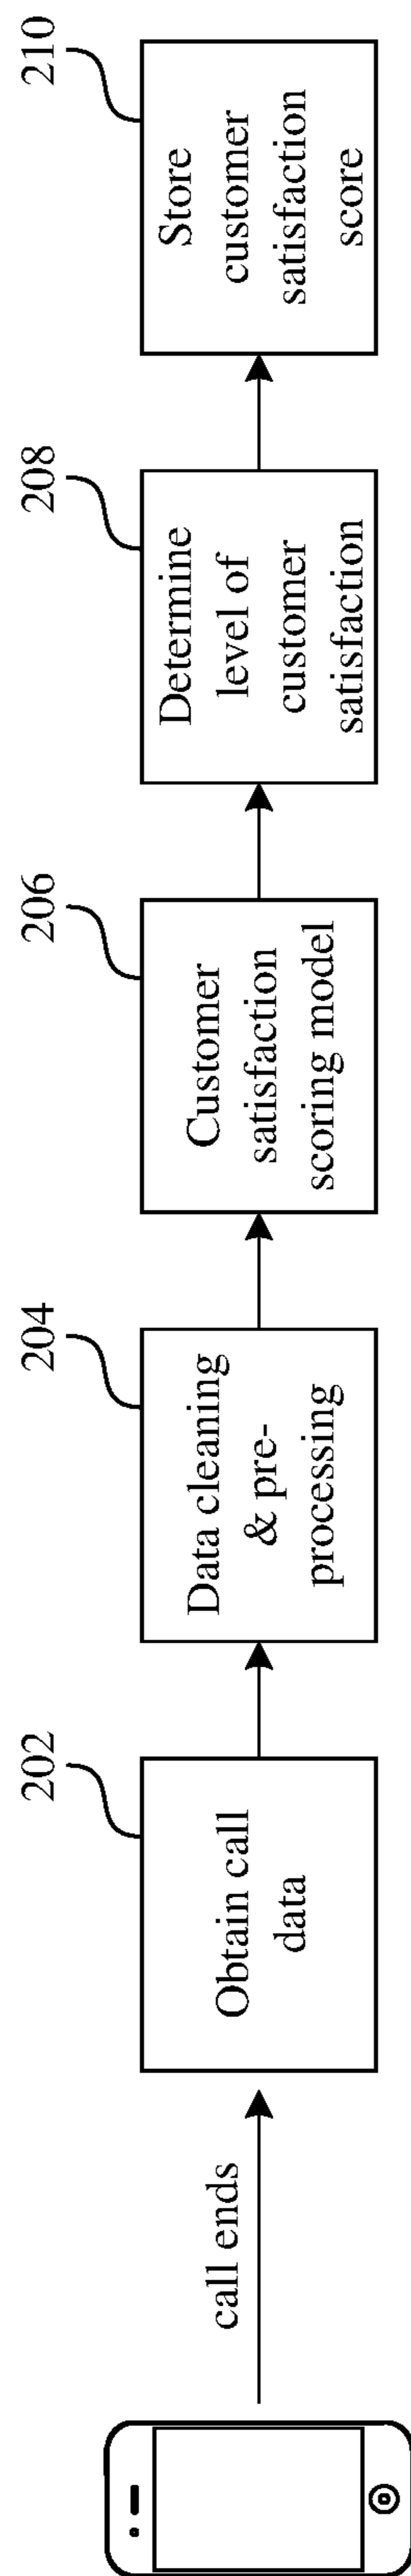 call ends
202
Obtain call
data
204
Data cleaning
& pre-
processing
206
Customer
satisfaction
scoring model
208
Determine
level of
customer
satisfaction
210
Store
customer
satisfaction
score